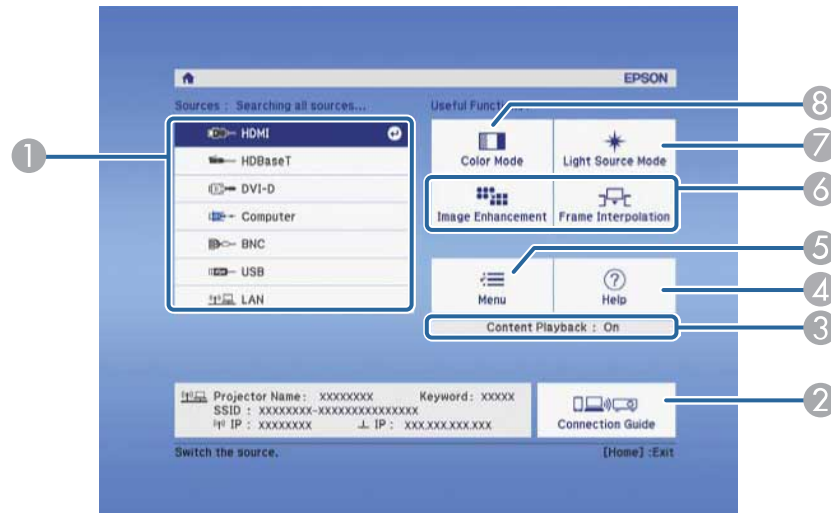 EPSON
Sources : Searching all sources...
HDMI
HDBaseT
DVI-D
Computer
BNC
USB
LAN
Useful Functions
Color Mode
Light Source Mode
Image Enhancement
Frame Interpolation
Menu
Help
Content Playback : On
Projector Name : xxxxxxxx Keyword : xxxxx
SSID : xxxxxxxx-xxxxxxxxxxxxxxx
IP : xxxxxxxx IP : xxx.xxx.xxx.xxx
Connection Guide
Switch the source.
[Home] :Exit
1
8
7
6
5
4
3
2